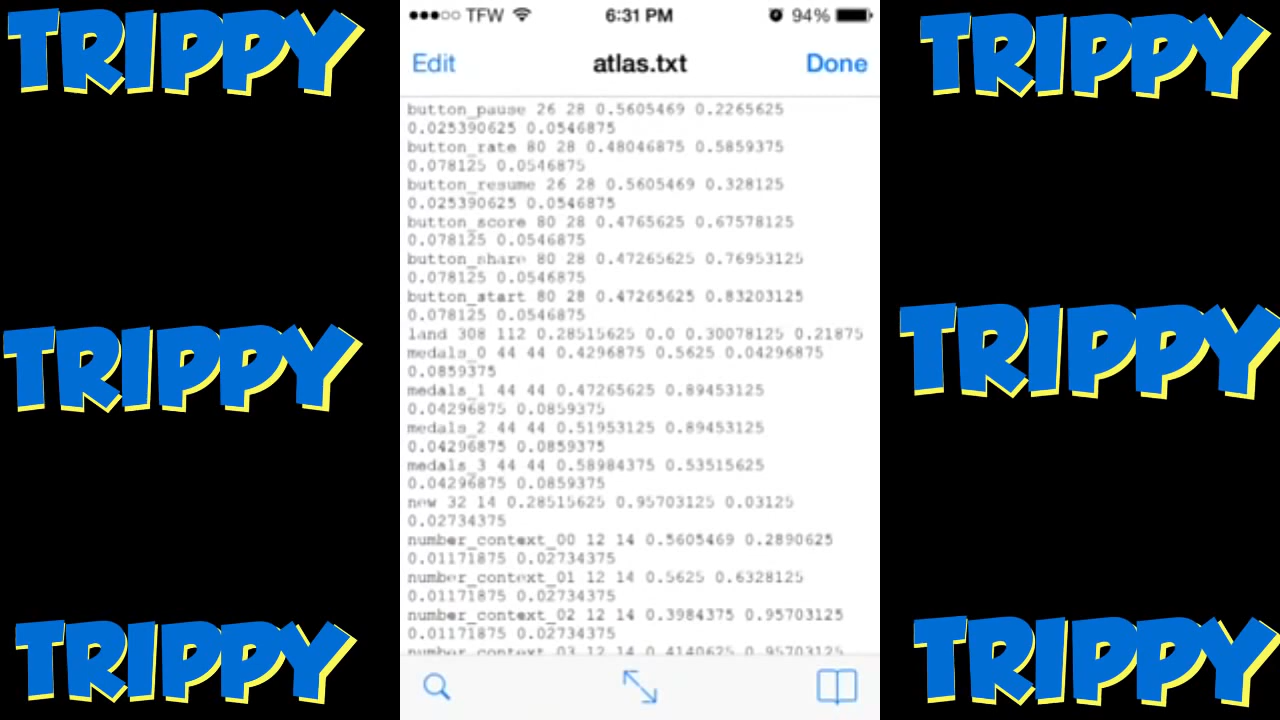 TRIPPY
TFW 6:31 PM 94%
TRIPPY
Edit atlas.txt Done
button_pause 26 28 0.5605469 0.2265625
0.025390625 0.0546875
button_rate 80 28 0.48046875 0.5859375
0.078125 0.0546875
button_resume 26 28 0.5605469 0.328125
0.025390625 0.0546875
button_score 80 28 0.4765625 0.67578125
0.078125 0.0546875
button_share 80 28 0.47265625 0.76953125
0.078125 0.0546875
button_start 80 28 0.47265625 0.83203125
0.078125 0.0546875
land 308 112 0.28515625 0.0 0.30078125 0.21875
medals_0 44 44 0.4296875 0.5625 0.04296875
0.0859375
TRIPPY
TRIPPY
medals_1 44 44 0.47265625 0.89453125
0.04296875 0.0859375
medals_2 44 44 0.51953125 0.89453125
0.04296875 0.0859375
medals_3 44 44 0.58984375 0.53515625
0.04296875 0.0859375
new 32 14 0.28515625 0.95703125 0.03125
0.02734375
number_context_00 12 14 0.5605469 0.2890625
0.01171875 0.02734375
number_context_01 12 14 0.5625 0.6328125
0.01171875 0.02734375
number_context_02 12 14 0.3984375 0.95703125
0.01171875 0.02734375
number_context_03 12 14 0.4140625 0.95703125
TRIPPY
TRIPPY